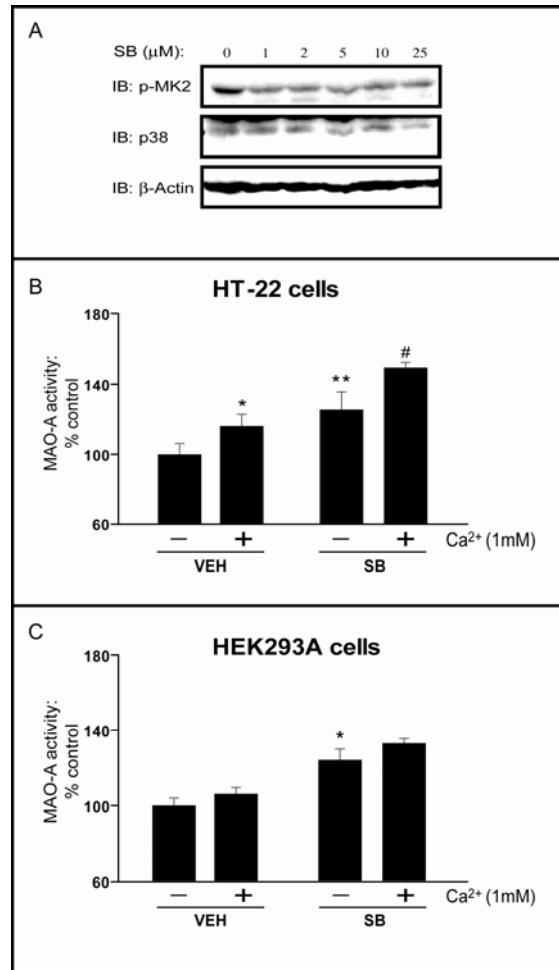 A
SB (μM): 0 1 2 5 10 25
IB: p-MK2
IB: p38
IB: β-Actin
B
HT-22 cells
MAO-A activity:
% control
180
140
100
60
*
**
#
− + − + Ca²⁺ (1mM)
VEH SB
C
HEK293A cells
MAO-A activity:
% control
180
140
100
60
*
− + − + Ca²⁺ (1mM)
VEH SB